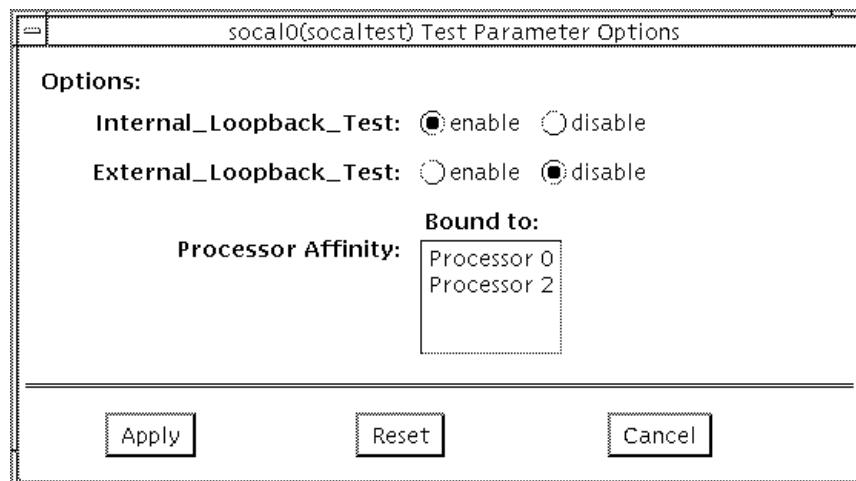 socal0(socaltest) Test Parameter Options
Options:
Internal_Loopback_Test: enable disable
External_Loopback_Test: enable disable
Bound to:
Processor Affinity:
Processor 0
Processor 2
Apply Reset Cancel